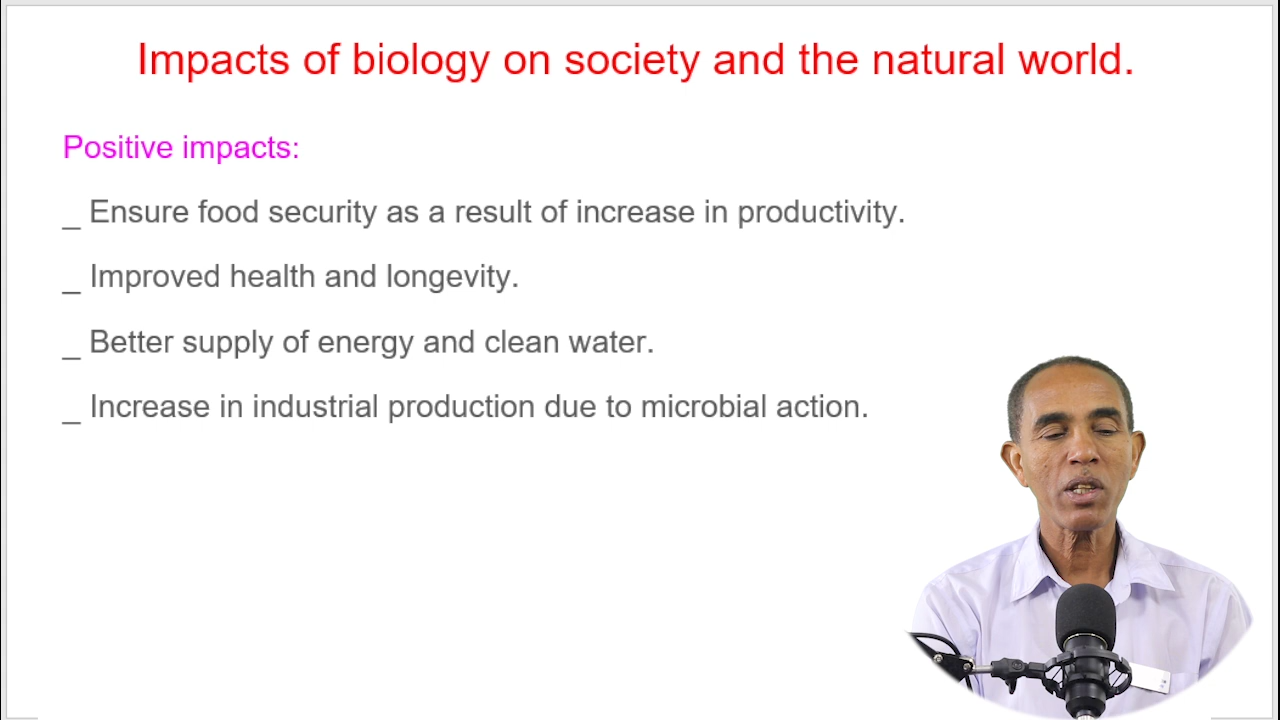 Impacts of biology on society and the natural world.
Positive impacts:
_ Ensure food security as a result of increase in productivity.
_ Improved health and longevity.
_ Better supply of energy and clean water.
_ Increase in industrial production due to microbial action.